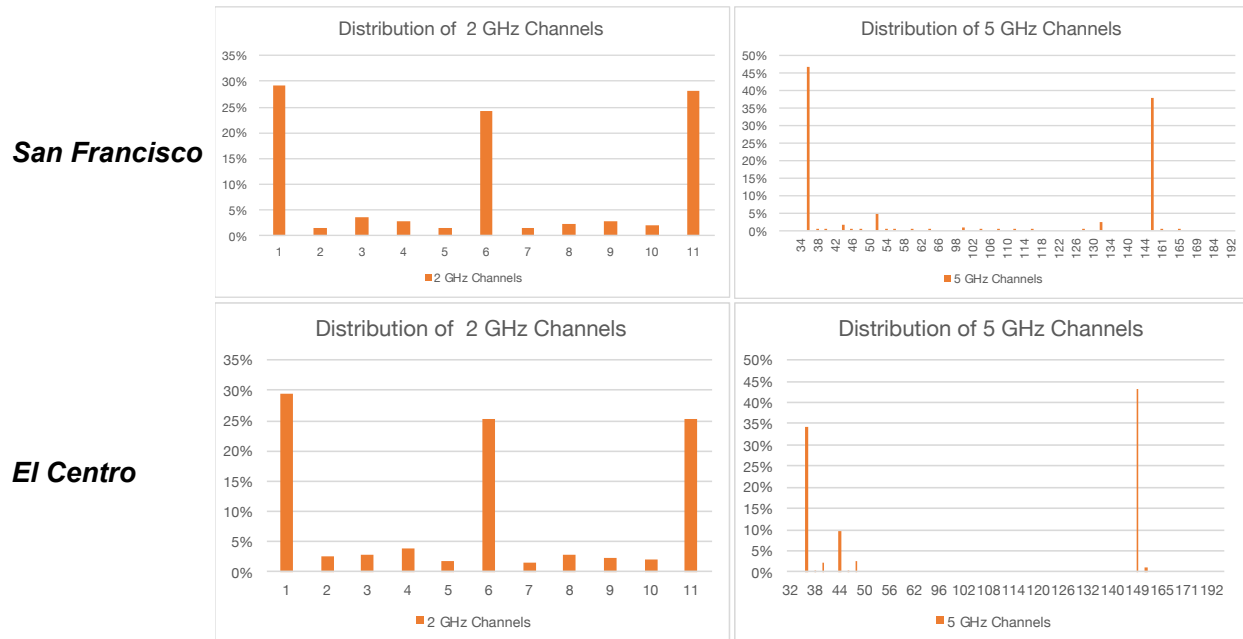 San Francisco
Distribution of  2 GHz Channels
35%
30%
25%
20%
15%
10%
5%
0%
1 2 3 4 5 6 7 8 9 10 11
2 GHz Channels
Distribution of 5 GHz Channels
50%
45%
40%
35%
30%
25%
20%
15%
10%
5%
0%
34 38 42 46 50 54 58 62 66 98 102 106 110 114 118 122 126 130 134 140 144 161 165 169 184 192
5 GHz Channels
El Centro
Distribution of  2 GHz Channels
35%
30%
25%
20%
15%
10%
5%
0%
1 2 3 4 5 6 7 8 9 10 11
2 GHz Channels
Distribution of 5 GHz Channels
50%
45%
40%
35%
30%
25%
20%
15%
10%
5%
0%
32 38 44 50 56 62 96 102 108 114 120 126 132 140 149 165 171 192
5 GHz Channels